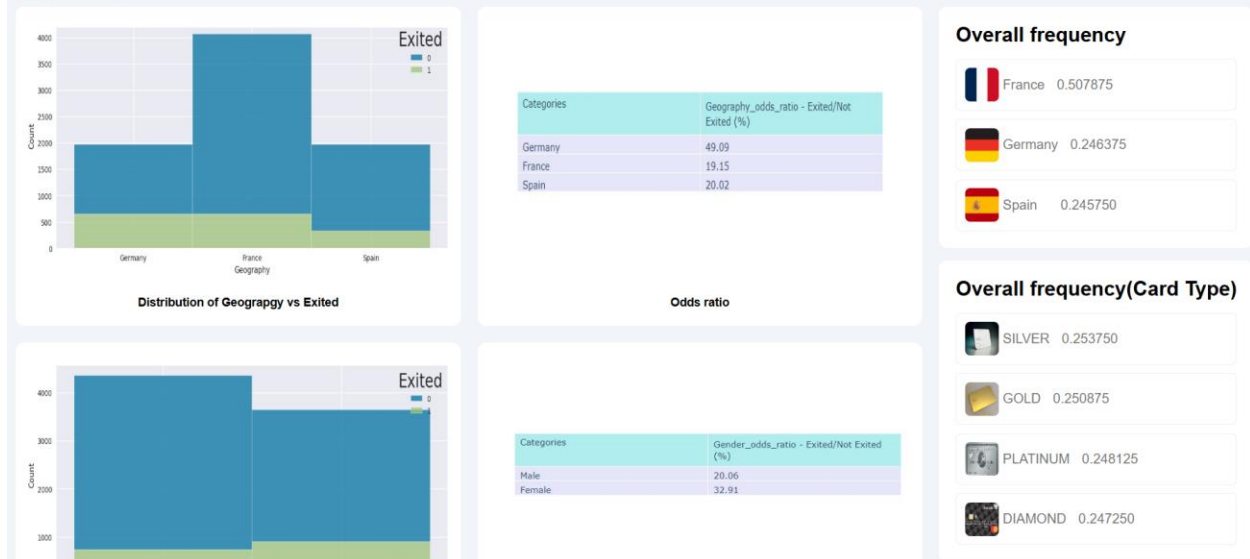 Exited
0
1
4000
3500
3000
2500
2000
1500
1000
500
0
Count
Germany France Spain
Geography
Distribution of Geograpgy vs Exited
Categories Geography_odds_ratio - Exited/Not
Exited (%)
Germany 49.09
France 19.15
Spain 20.02
Odds ratio
Overall frequency
France 0.507875
Germany 0.246375
Spain 0.245750
Exited
0
1
4000
3000
2000
1000
Count
Categories Gender_odds_ratio - Exited/Not Exited
(%)
Male 20.06
Female 32.91
Overall frequency(Card Type)
SILVER 0.253750
GOLD 0.250875
PLATINUM 0.248125
DIAMOND 0.247250